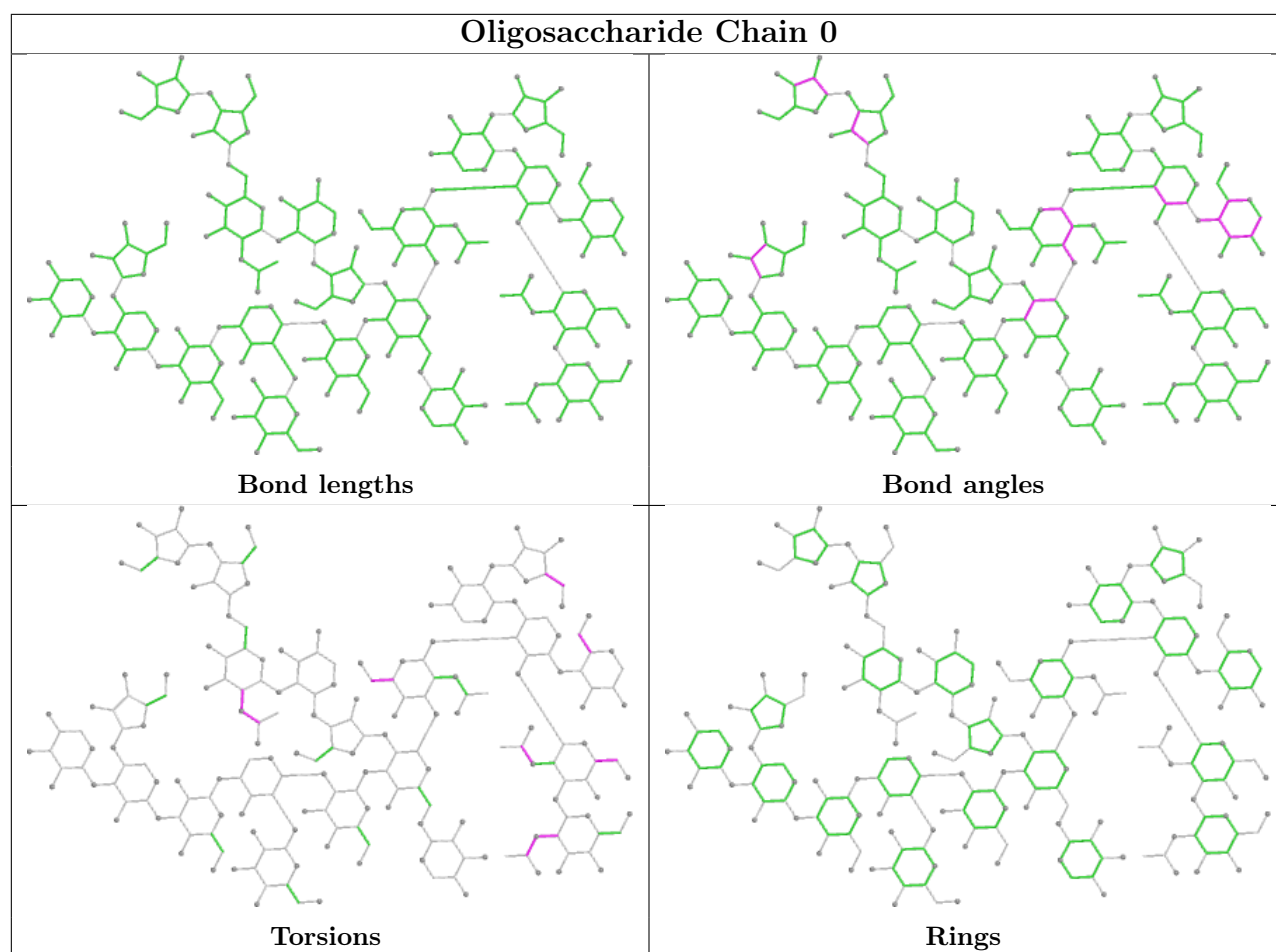 Oligosaccharide Chain 0
Bond lengths
Bond angles
Torsions
Rings